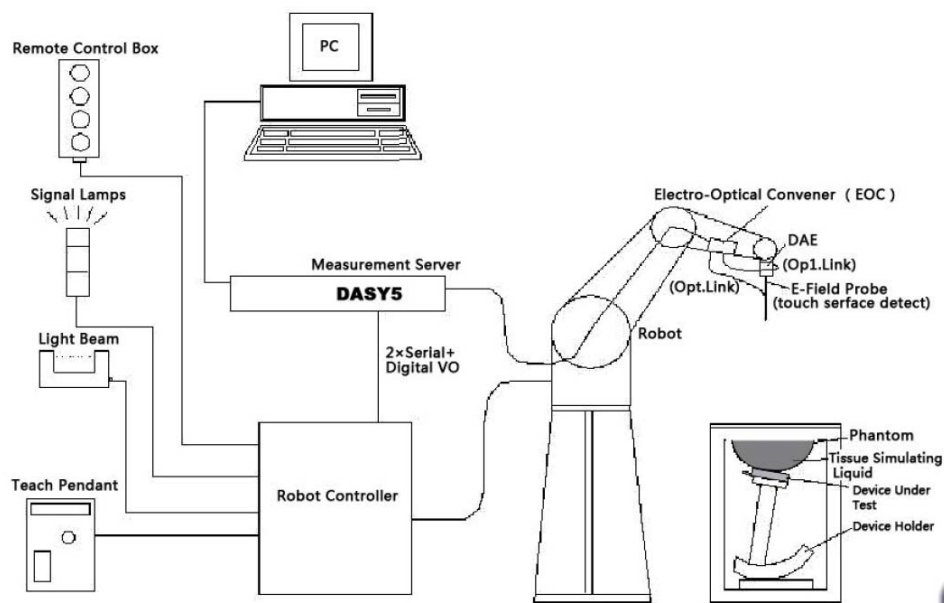 PC
Remote Control Box
Signal Lamps
Electro-Optical Convener （EOC）
DAE
(Op1.Link)
(Opt.Link)
E-Field Probe
(touch serface detect)
Measurement Server
DASY5
Robot
Light Beam
2×Serial+
Digital VO
Phantom
Tissue Simulating
Liquid
Teach Pendant
Robot Controller
Device Under
Test
Device Holder